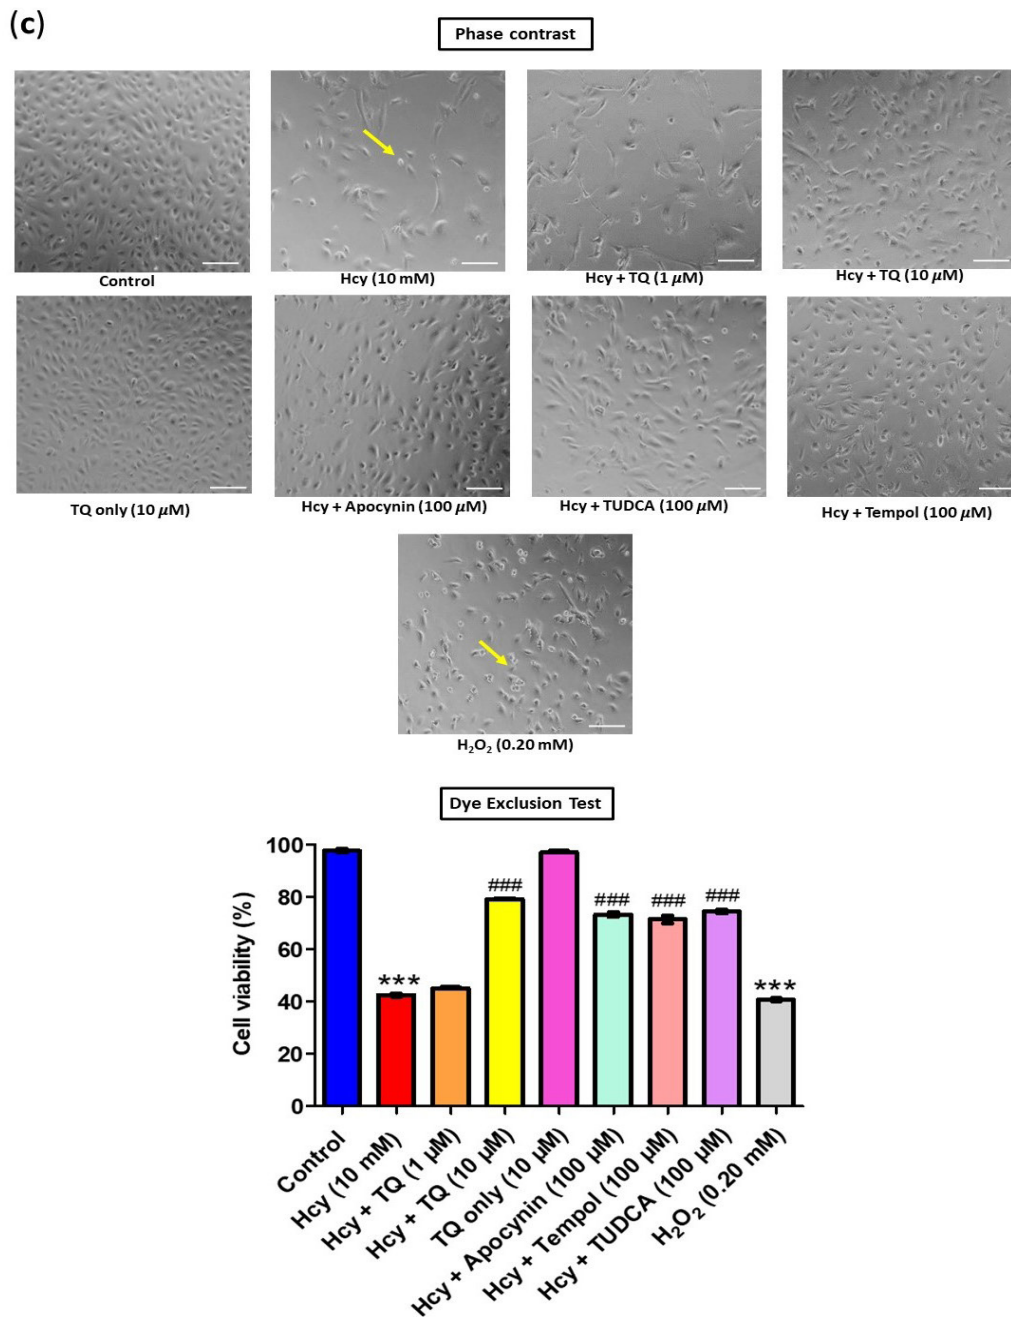 (c)
Phase contrast
Control
Hcy (10 mM)
Hcy + TQ (1 µM)
Hcy + TQ (10 µM)
TQ only (10 µM)
Hcy + Apocynin (100 µM)
Hcy + TUDCA (100 µM)
Hcy + Tempol (100 µM)
H₂O₂ (0.20 mM)
Dye Exclusion Test
Cell viability (%)
100
80
60
40
20
0
***
###
###
###
###
***
Control
Hcy (10 mM)
Hcy + TQ (1 µM)
Hcy + TQ (10 µM)
TQ only (10 µM)
Hcy + Apocynin (100 µM)
Hcy + Tempol (100 µM)
Hcy + TUDCA (100 µM)
H₂O₂ (0.20 mM)